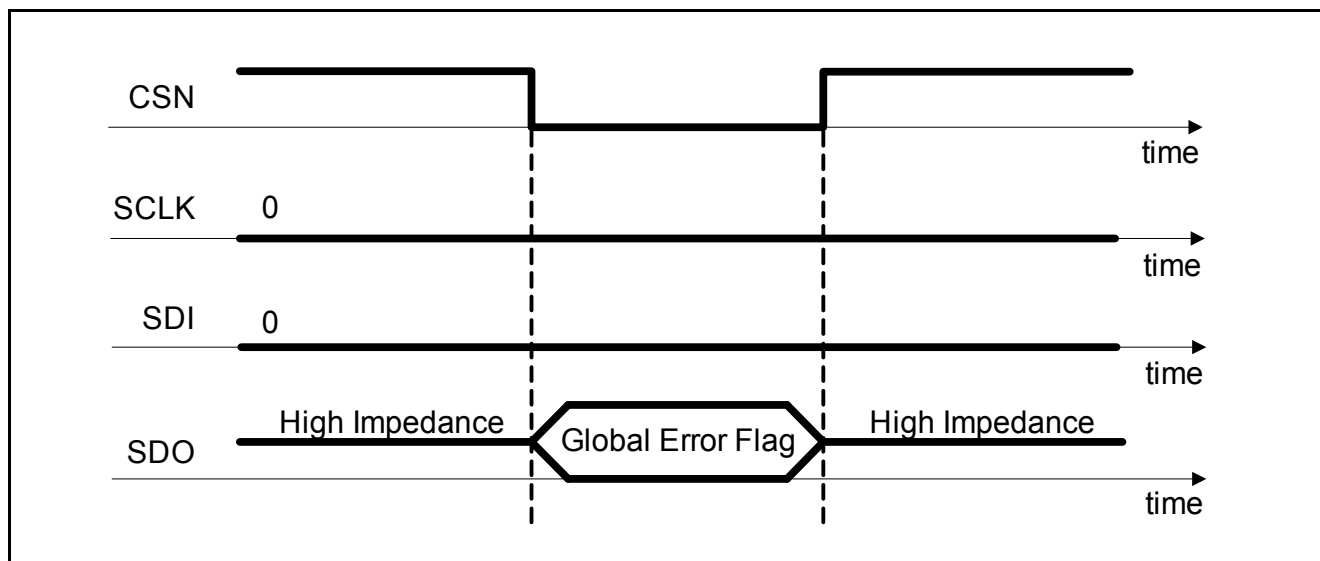 CSN
time
SCLK 0
time
SDI 0
time
High Impedance Global Error Flag High Impedance
SDO
time